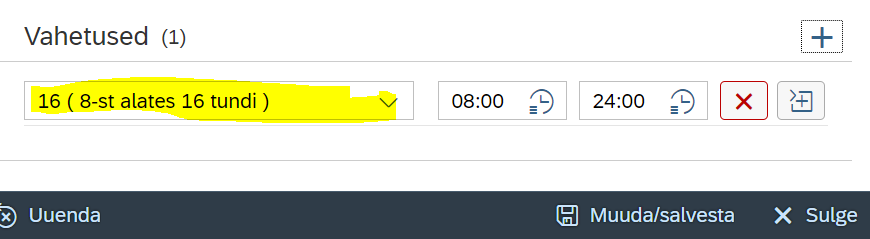 Vahetused (1)
16 ( 8-st alates 16 tundi ) 08:00 24:00
Uuenda Muuda/salvesta Sulge